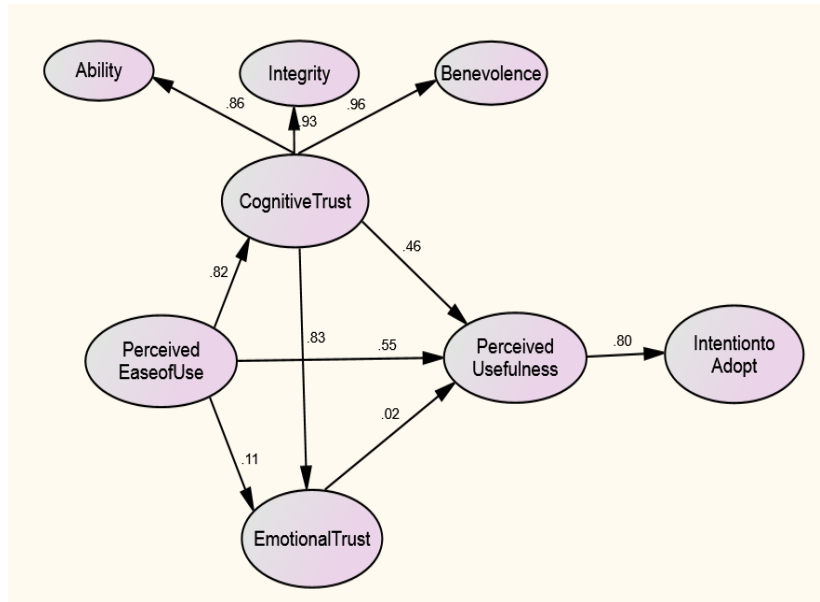 Ability
Integrity
Benevolence
.86
.93
.96
CognitiveTrust
.46
.82
.83
.55
Perceived
EaseofUse
Perceived
Usefulness
.80
Intentionto
Adopt
.02
.11
EmotionalTrust